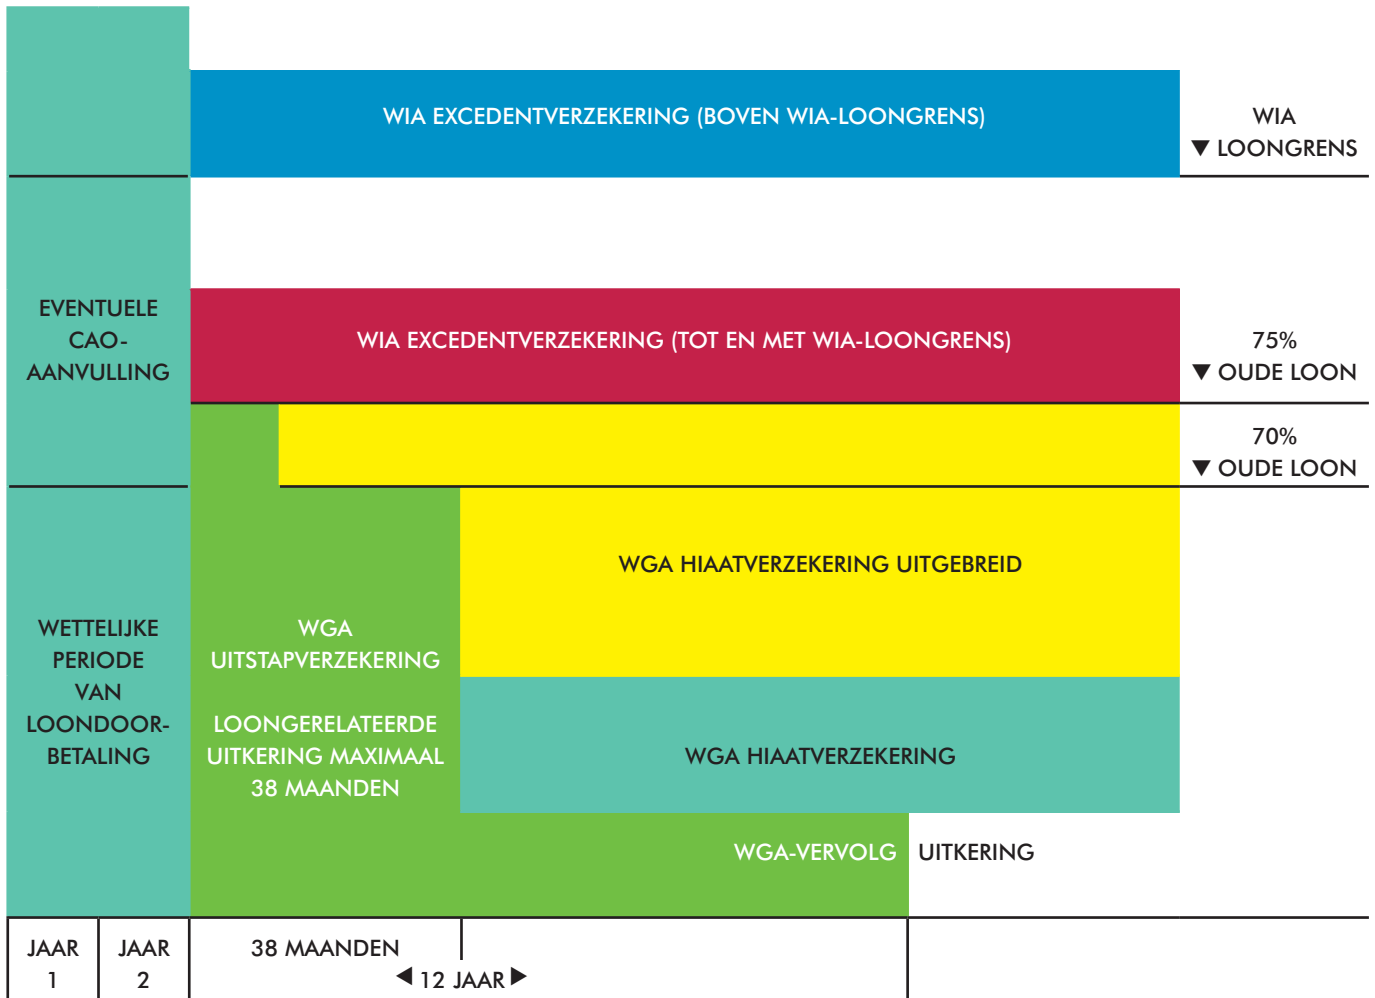 WIA EXCEDENTVERZEKERING (BOVEN WIA-LOONGRENS)
WIA
▼ LOONGRENS
EVENTUELE
CAO-
AANVULLING
WIA EXCEDENTVERZEKERING (TOT EN MET WIA-LOONGRENS)
75%
▼ OUDE LOON
70%
▼ OUDE LOON
WGA HIAATVERZEKERING UITGEBREID
WETTELIJKE
PERIODE
VAN
LOONDOOR-
BETALING
WGA
UITSTAPVERZEKERING
LOONGERELATEERDE
UITKERING MAXIMAAL
38 MAANDEN
WGA HIAATVERZEKERING
WGA-VERVOLG UITKERING
JAAR
1
JAAR
2
38 MAANDEN
◀ 12 JAAR ▶